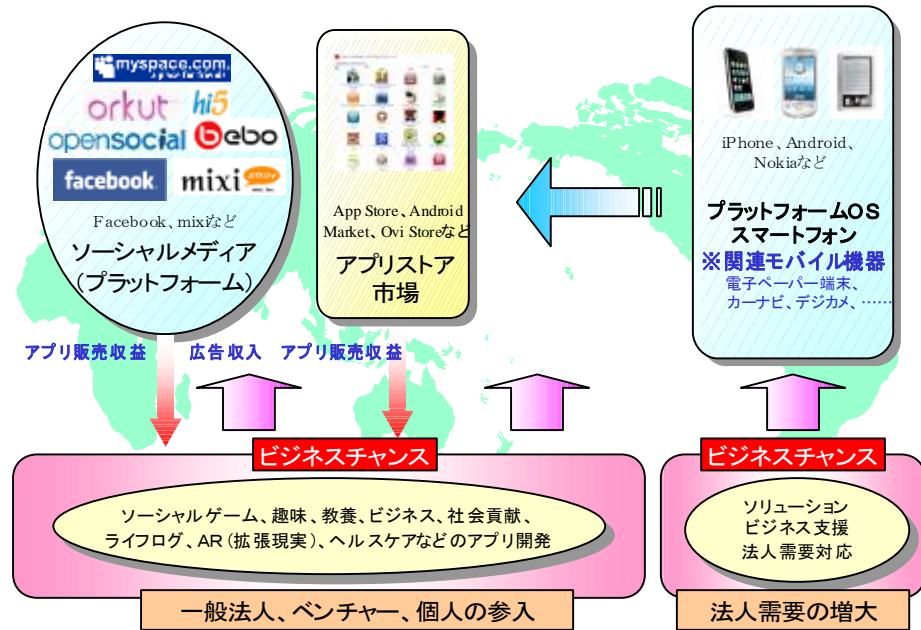 myspace.com.
a place for friends
orkut
hi5
opensocial
bebo
facebook
mixi
Facebook、mixiなど
ソーシャルメディア
(プラットフォーム)
App Store、Android
Market、Ovi Storeなど
アプリストア
市場
iPhone、Android、
Nokiaなど
プラットフォームOS
スマートフォン
※関連モバイル機器
電子ペーパー端末、
カーナビ、デジカメ、……
アプリ販売収益
広告収入
アプリ販売収益
ビジネスチャンス
ソーシャルゲーム、趣味、教養、ビジネス、社会貢献、
ライフログ、AR(拡張現実)、ヘルスケアなどのアプリ開発
一般法人、ベンチャー、個人の参入
ビジネスチャンス
ソリューション
ビジネス支援
法人需要対応
法人需要の増大